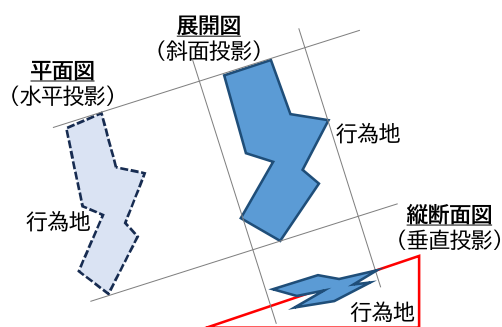 展開図
（斜面投影）
平面図
（水平投影）
行為地
行為地
縦断面図
（垂直投影）
行為地